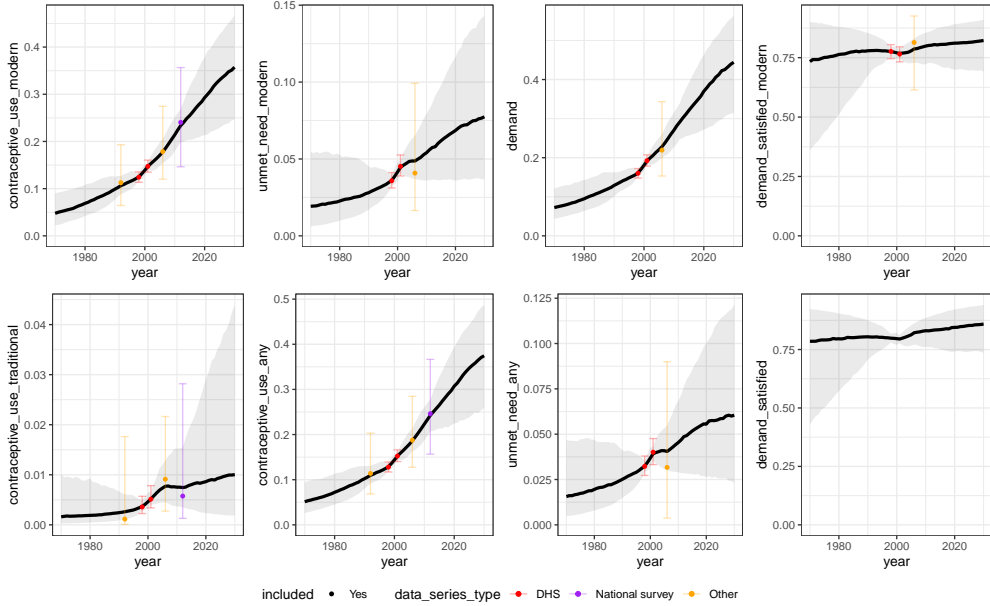 contraceptive_use_modern
0.4
0.3
0.2
0.1
0.0
1980 2000 2020
year
unmet_need_modern
0.15
0.10
0.05
0.00
1980 2000 2020
year
demand
0.4
0.2
0.0
1980 2000 2020
year
demand_satisfied_modern
0.75
0.50
0.25
0.00
1980 2000 2020
year
contraceptive_use_traditional
0.04
0.03
0.02
0.01
0.00
1980 2000 2020
year
contraceptive_use_any
0.5
0.4
0.3
0.2
0.1
0.0
1980 2000 2020
year
unmet_need_any
0.125
0.100
0.075
0.050
0.025
0.000
1980 2000 2020
year
demand_satisfied
0.75
0.50
0.25
0.00
1980 2000 2020
year
included Yes data_series_type DHS National survey Other